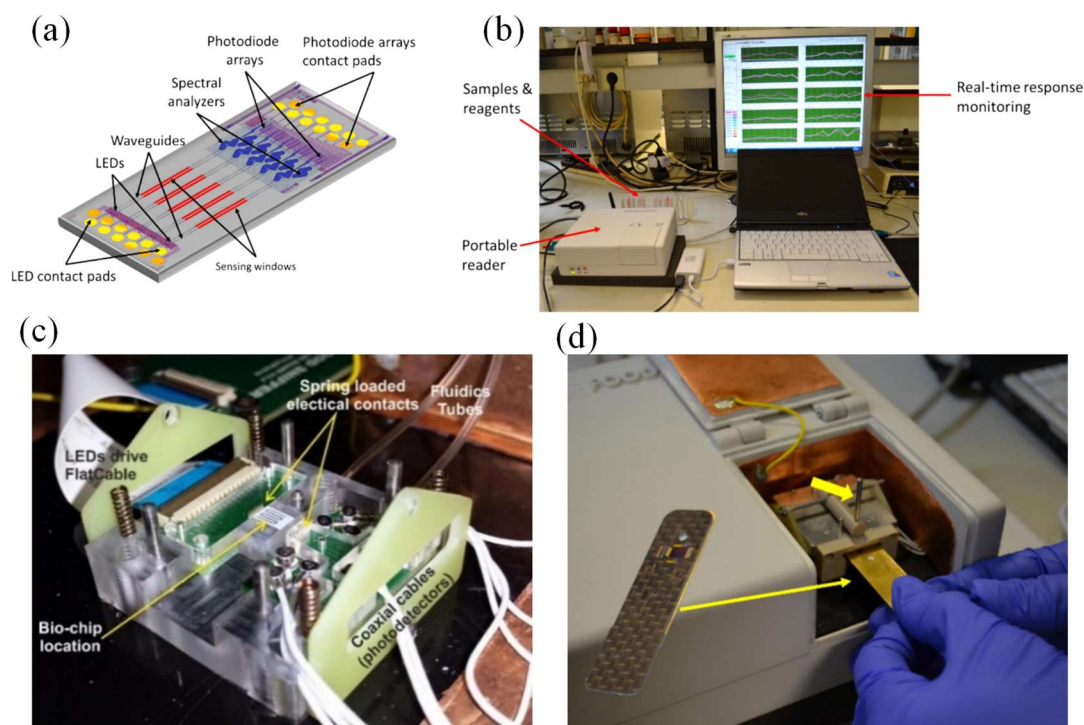 (a)
Photodiode
arrays
Photodiode arrays
contact pads
Spectral
analyzers
Waveguides
LEDs
LED contact pads
Sensing windows
(b)
Samples &
reagents
Real-time response
monitoring
Portable
reader
(c)
Spring loaded
electical contacts
Fluidics
Tubes
LEDs drive
FlatCable
Bio-chip
location
Coaxial cables
(photodetectors)
(d)
FOOD